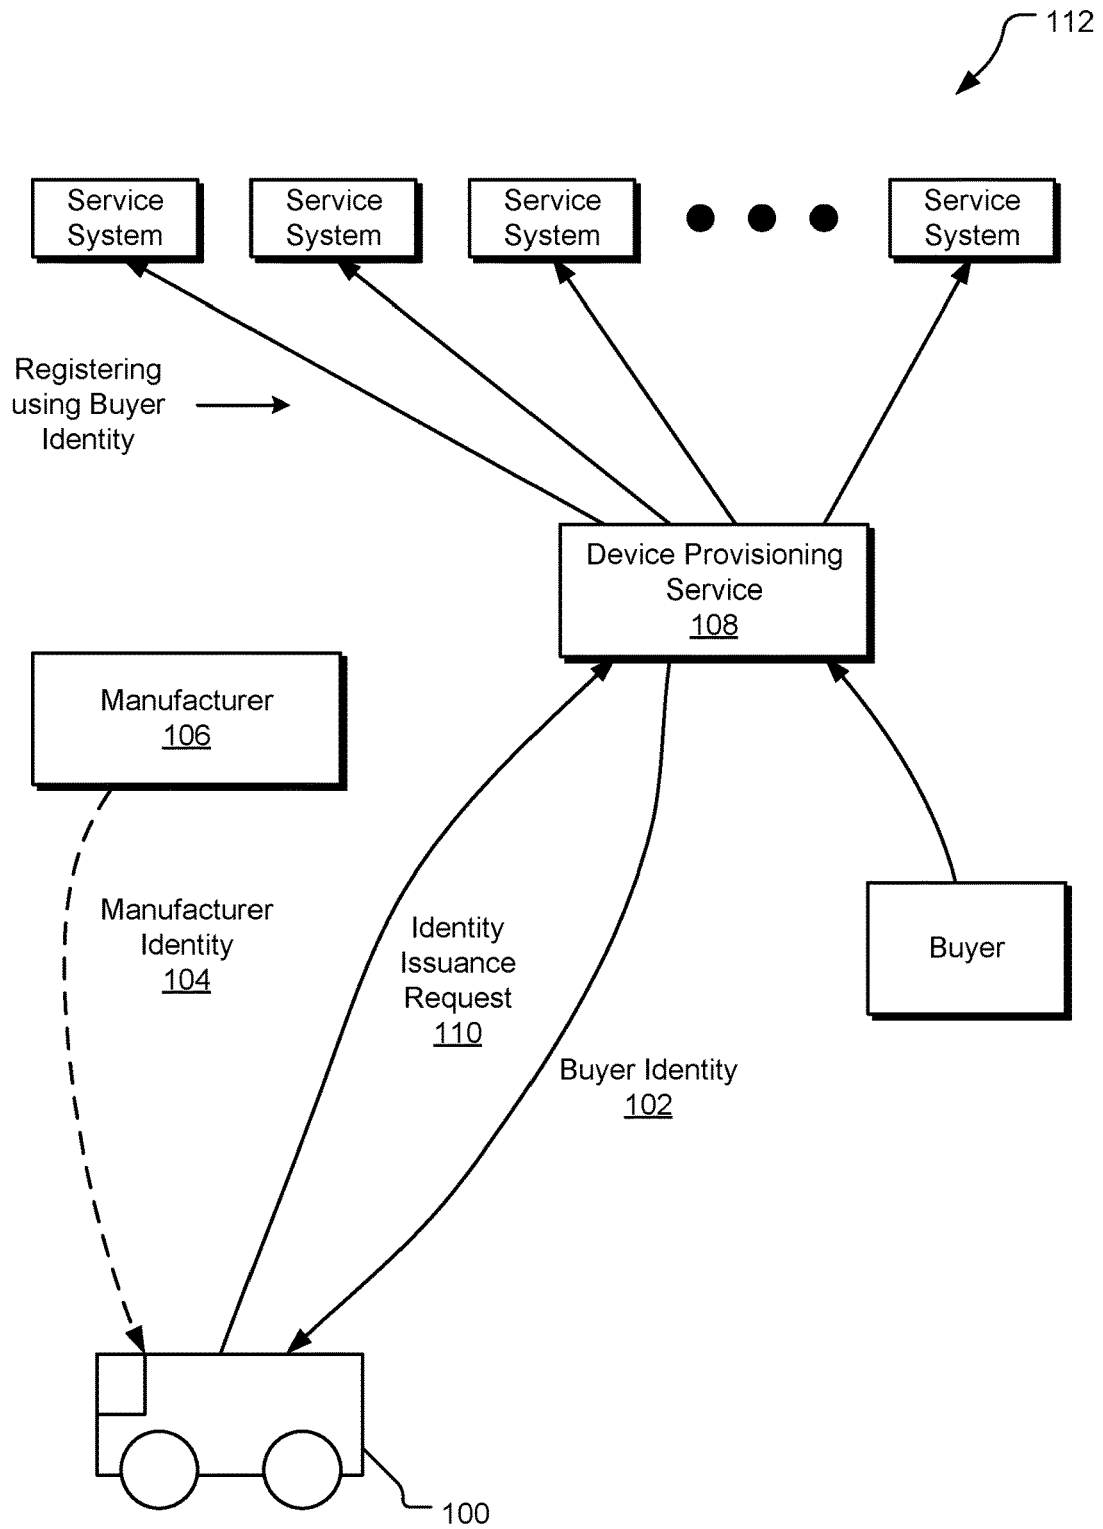 112
Service
System
Service
System
Service
System
Service
System
Registering
using Buyer
Identity
Device Provisioning
Service
108
Manufacturer
106
Manufacturer
Identity
104
Identity
Issuance
Request
110
Buyer
Buyer Identity
102
100